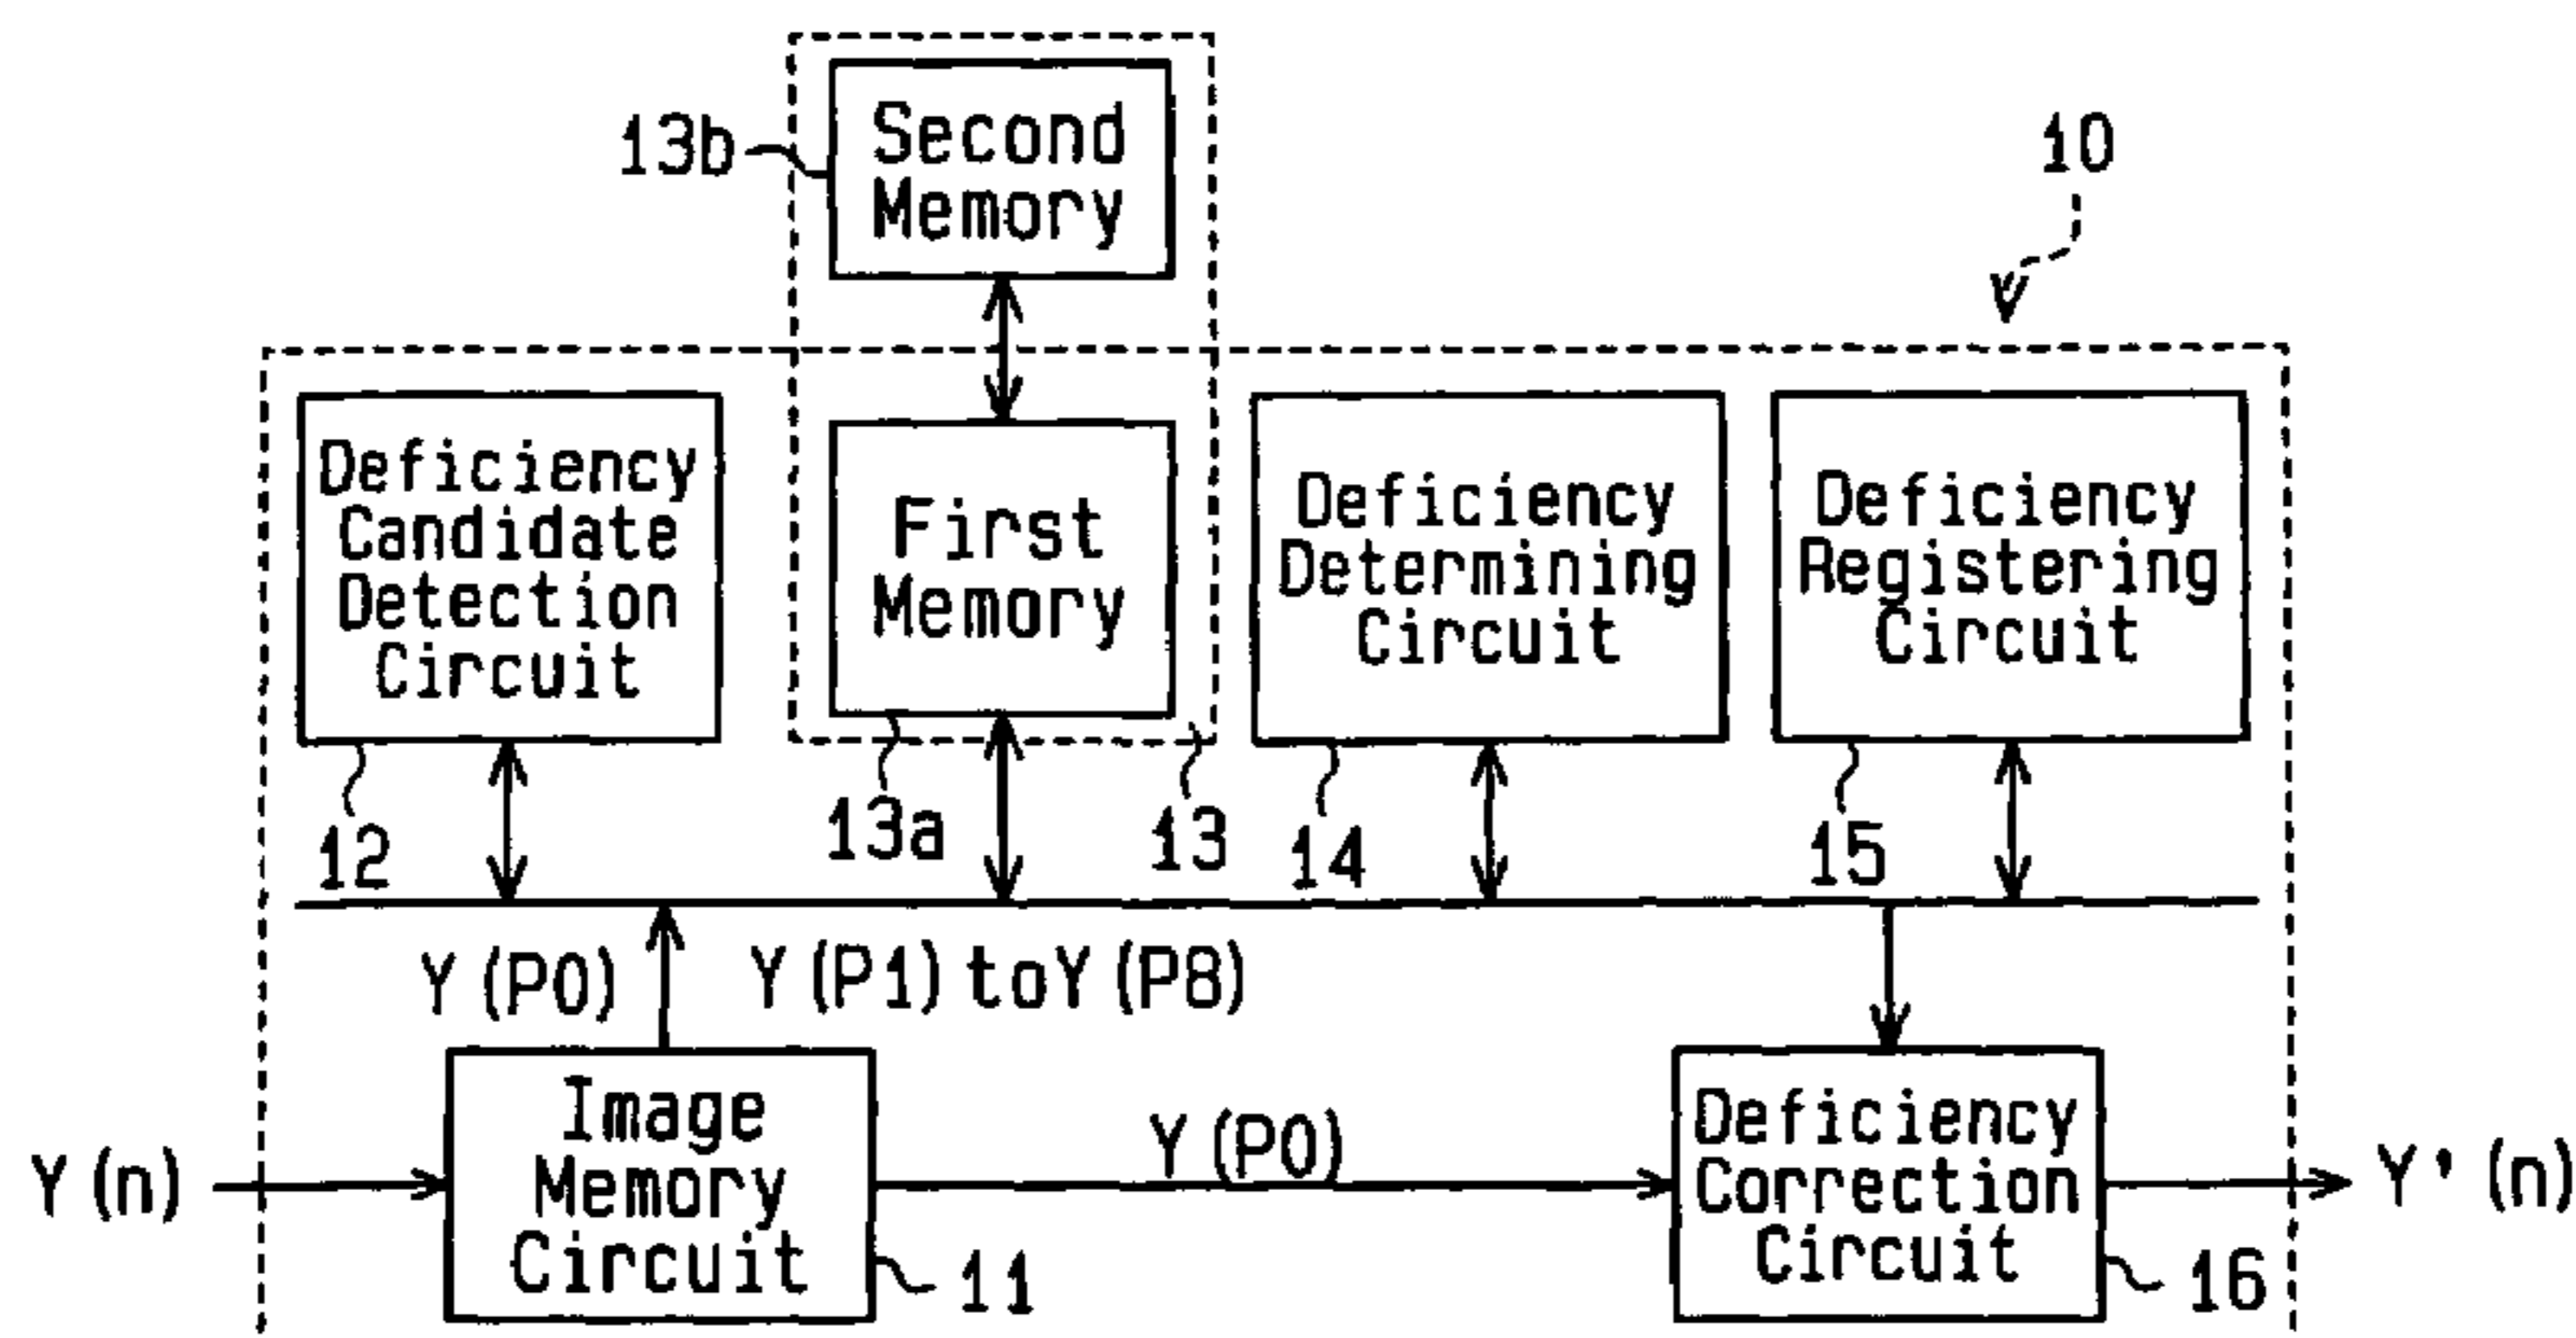 Second
Memory
13b
10
Deficiency
Candidate
Detection
Circuit
First
Memory
Deficiency
Determining
Circuit
Deficiency
Registering
Circuit
12
13a
13
14
15
Y(P0)
Y(P1)toY(P8)
Y(n)
Image
Memory
Circuit
11
Y(P0)
Deficiency
Correction
Circuit
16
Y'(n)